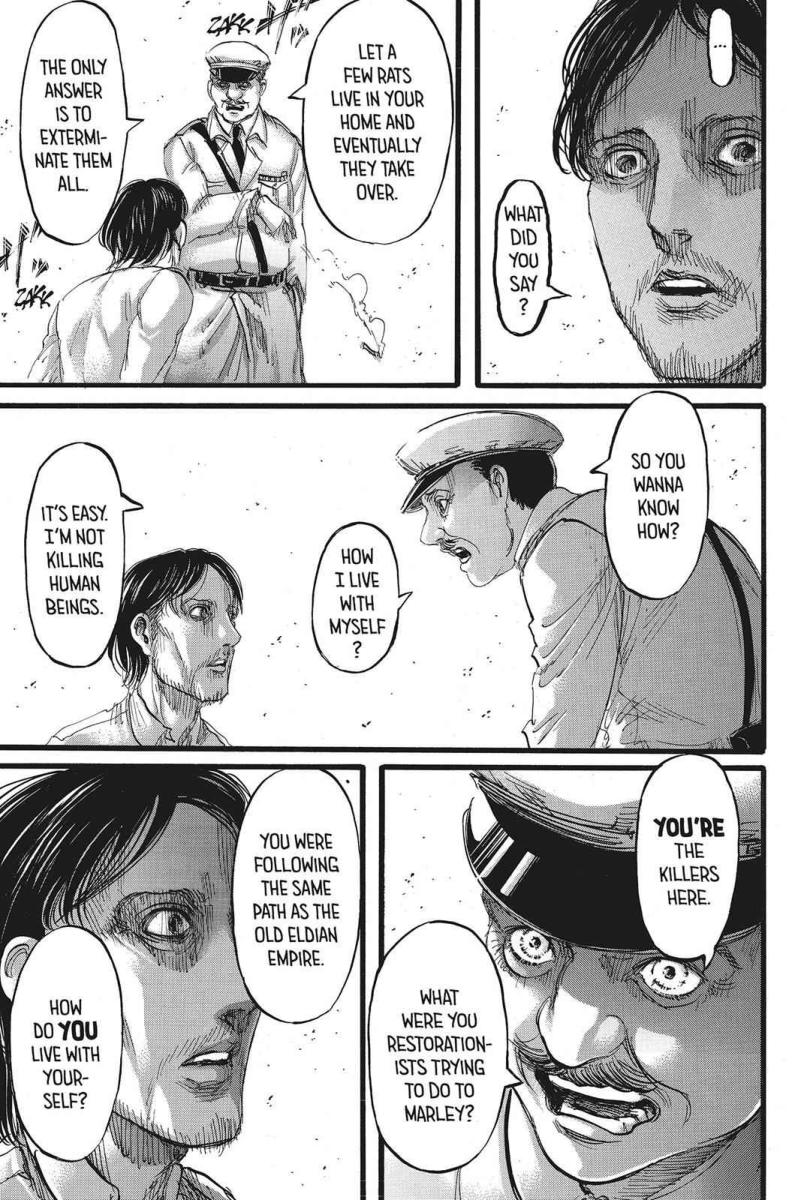 ...
WHAT
DID
YOU
SAY
?
LET A
FEW RATS
LIVE IN YOUR
HOME AND
EVENTUALLY
THEY TAKE
OVER.
ZAKK
THE ONLY
ANSWER
IS TO
EXTERMI-
NATE THEM
ALL.
ZAKK
SO YOU
WANNA
KNOW
HOW?
HOW
I LIVE
WITH
MYSELF
?
IT'S EASY.
I'M NOT
KILLING
HUMAN
BEINGS.
YOU'RE
THE
KILLERS
HERE.
WHAT
WERE YOU
RESTORATION-
ISTS TRYING
TO DO TO
MARLEY?
YOU WERE
FOLLOWING
THE SAME
PATH AS THE
OLD ELDIAN
EMPIRE.
HOW
DO YOU
LIVE WITH
YOUR-
SELF?